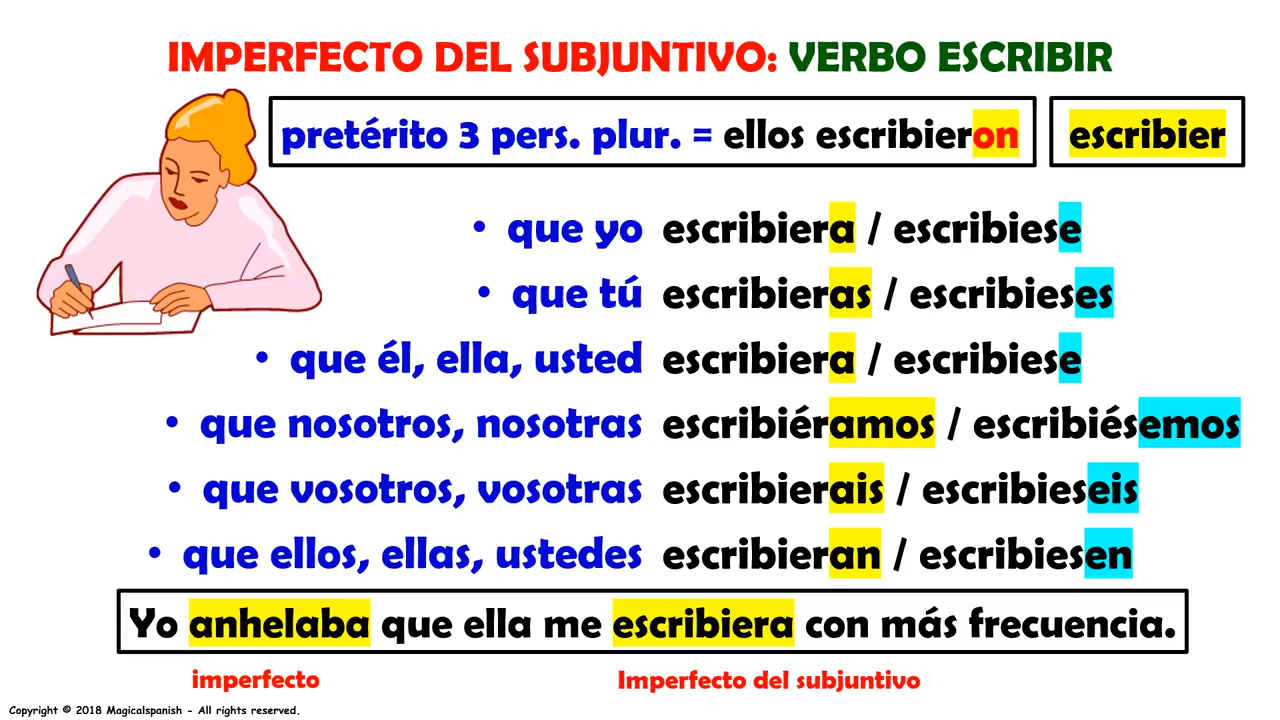 IMPERFECTO DEL SUBJUNTIVO: VERBO ESCRIBIR
pretérito 3 pers. plur. = ellos escribieron
escribier
• que yo escribiera / escribiese
• que tú escribieras / escribieses
• que él, ella, usted escribiera / escribiese
• que nosotros, nosotras escribiéramos / escribiésemos
• que vosotros, vosotras escribierais / escribieseis
• que ellos, ellas, ustedes escribieran / escribiesen
Yo anhelaba que ella me escribiera con más frecuencia.
imperfecto
Imperfecto del subjuntivo
Copyright © 2018 Magicalspanish - All rights reserved.